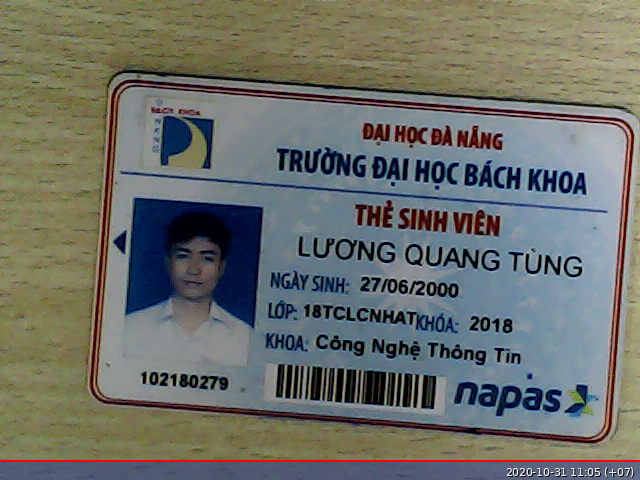 BÁCH KHOA
ĐÀ NẴNG
ĐẠI HỌC ĐÀ NẴNG
TRƯỜNG ĐẠI HỌC BÁCH KHOA
THẺ SINH VIÊN
LƯƠNG QUANG TÙNG
NGÀY SINH: 27/06/2000
LỚP: 18TCLCNHAT KHÓA: 2018
KHOA: Công Nghệ Thông Tin
102180279
napas
2020-10-31 11:05 (+07)